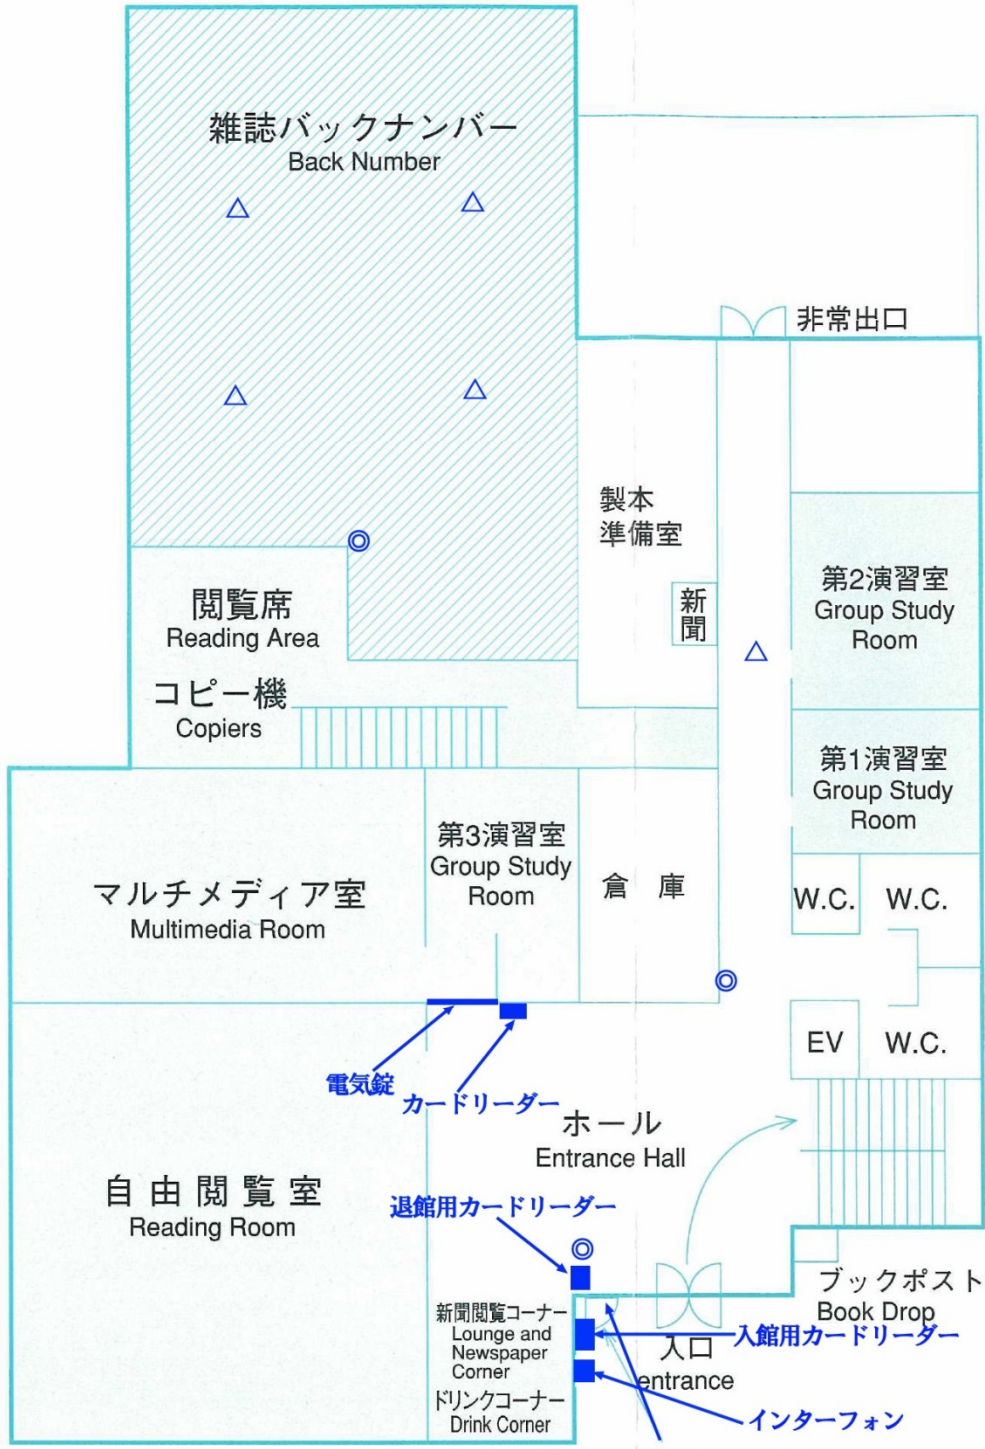 雑誌バックナンバー
Back Number
非常出口
製本
準備室
新
聞
閲覧席
Reading Area
コピー機
Copiers
第2演習室
Group Study
Room
第1演習室
Group Study
Room
第3演習室
Group Study
Room
倉 庫
マルチメディア室
Multimedia Room
W.C.
W.C.
EV
W.C.
電気錠
カードリーダー
ホール
Entrance Hall
自由閲覧室
Reading Room
退館用カードリーダー
ブックポスト
Book Drop
新聞閲覧コーナー
Lounge and
Newspaper
Corner
入館用カードリーダー
入口
entrance
ドリンクコーナー
Drink Corner
インターフォン